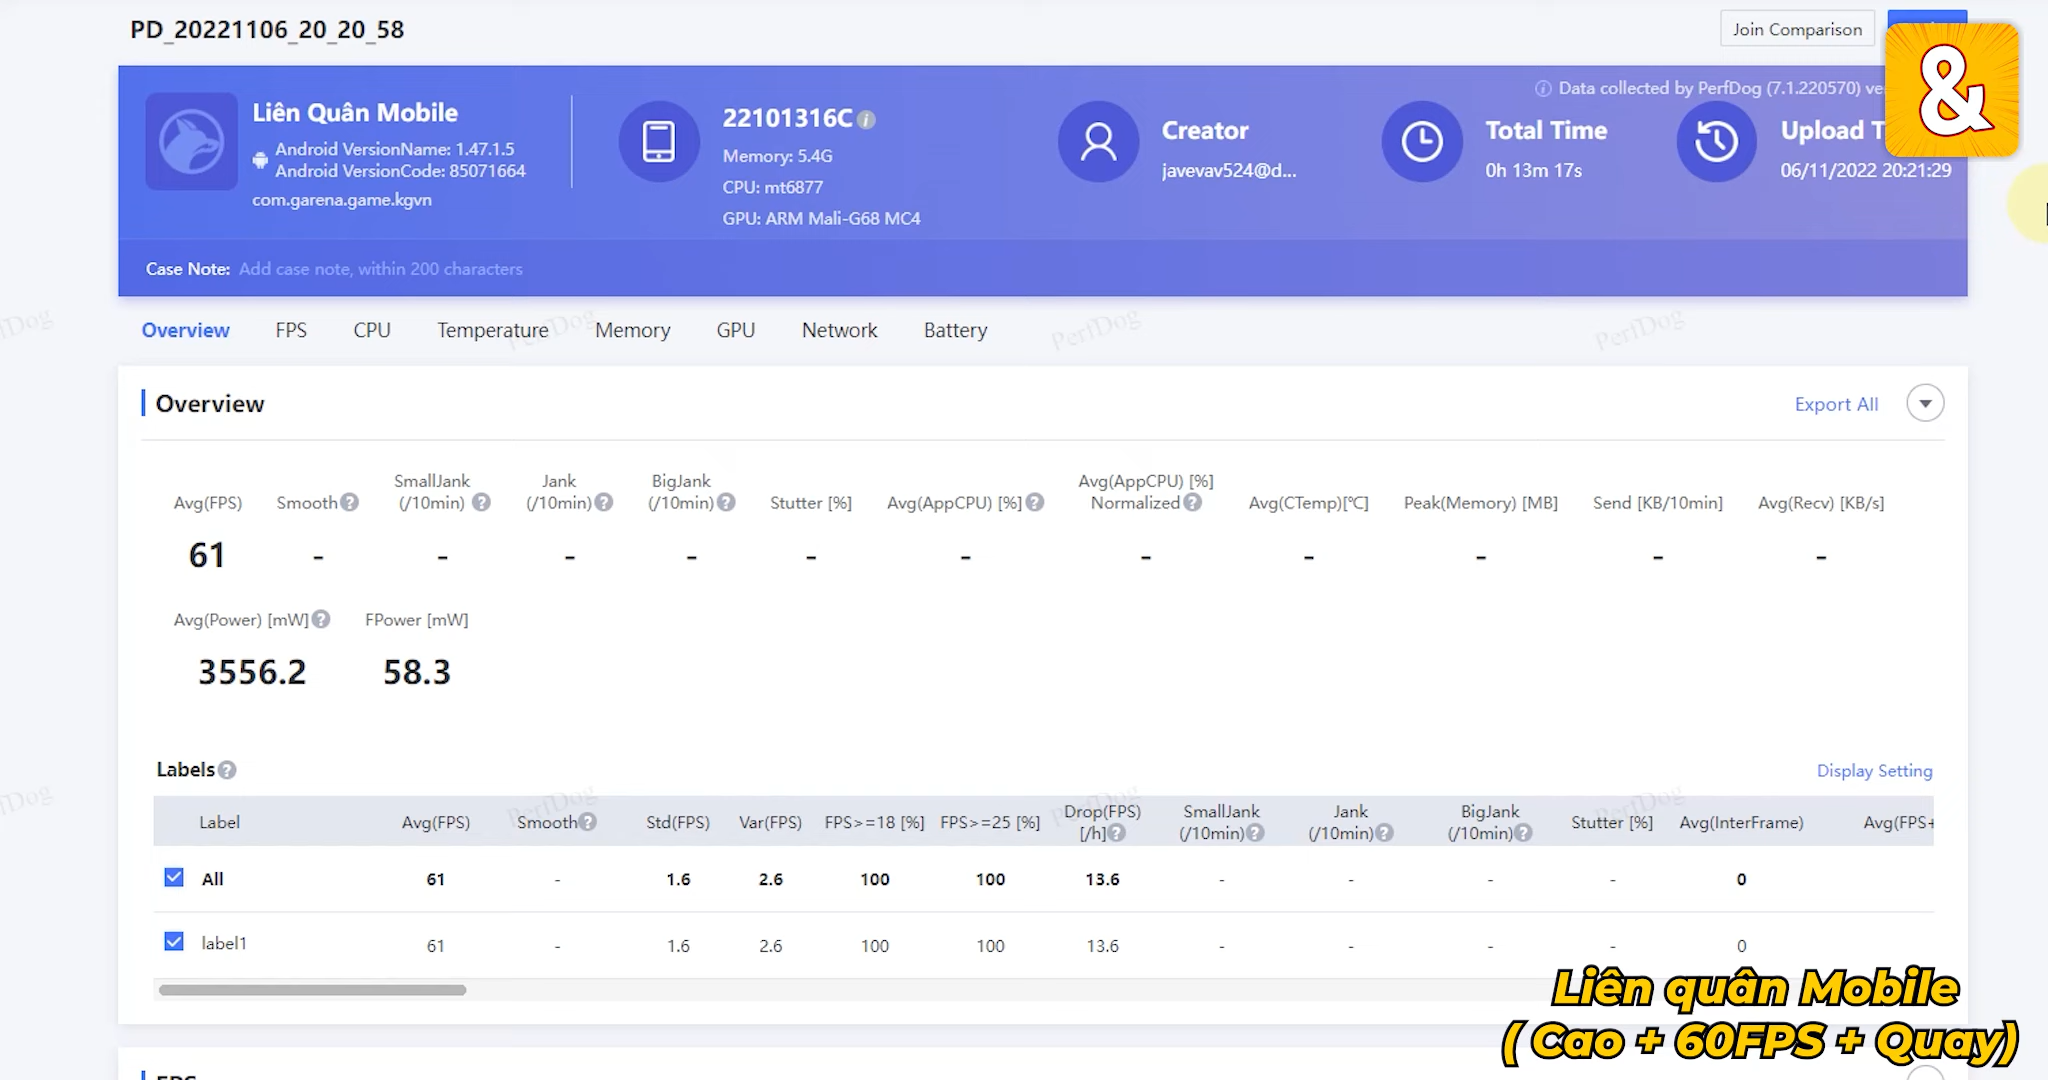 PD_20221106_20_20_58
Join Comparison
&
Data collected by PerfDog (7.1.220570) ve
Liên Quân Mobile
Android VersionName: 1.47.1.5
Android VersionCode: 85071664
com.garena.game.kgvn
22101316C
Memory: 5.4G
CPU: mt6877
GPU: ARM Mali-G68 MC4
Creator
javevav524@d...
Total Time
0h 13m 17s
Upload T
06/11/2022 20:21:29
Case Note: Add case note, within 200 characters
Overview FPS CPU Temperature Memory GPU Network Battery
PerfDog PerfDog PerfDog
Overview
Export All
Avg(FPS) Smooth SmallJank (/10min) Jank (/10min) BigJank (/10min) Stutter [%] Avg(AppCPU) [%] Avg(AppCPU) [%] Normalized Avg(CTemp)[°C] Peak(Memory) [MB] Send [KB/10min] Avg(Recv) [KB/s]
61 - - - - - - - - - - -
Avg(Power) [mW] FPower [mW]
3556.2 58.3
Labels
Display Setting
PerfDog PerfDog PerfDog
Label Avg(FPS) Smooth Std(FPS) Var(FPS) FPS>=18 [%] FPS>=25 [%] Drop(FPS) [/h] SmallJank (/10min) Jank (/10min) BigJank (/10min) Stutter [%] Avg(InterFrame) Avg(FPS+
All 61 - 1.6 2.6 100 100 13.6 - - - - 0
label1 61 - 1.6 2.6 100 100 13.6 - - - - 0
Liên quân Mobile
( Cao + 60FPS + Quay)
FPS